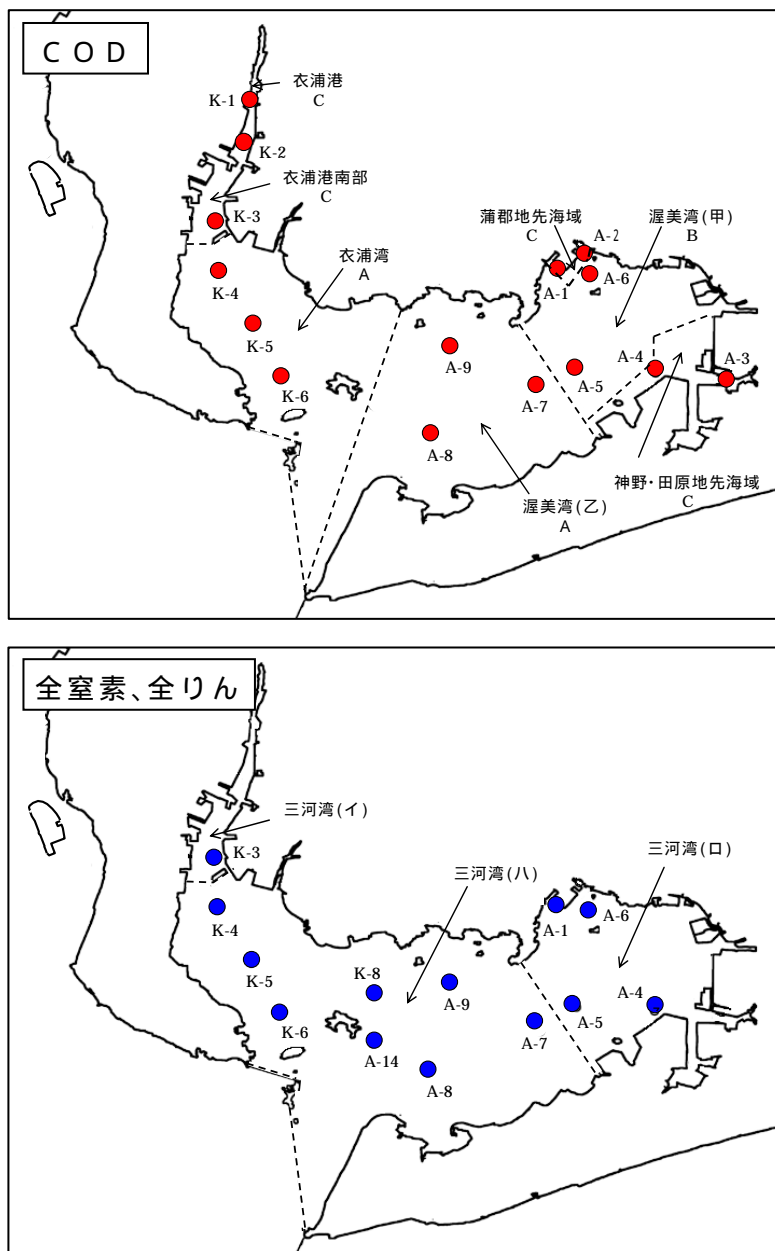 COD
衣浦港
C
K-1
K-2
衣浦港南部
C
K-3
蒲郡地先海域
C
A-2
渥美湾(甲)
B
衣浦湾
A
K-4
A-1
A-6
K-5
A-9
A-4
A-3
K-6
A-7
A-5
A-8
渥美湾(乙)
A
神野・田原地先海域
C
全窒素、全りん
三河湾(イ)
K-3
三河湾(ロ)
三河湾(ハ)
K-4
A-1
A-6
K-5
K-8
A-9
A-4
K-6
A-5
A-7
A-14
A-8